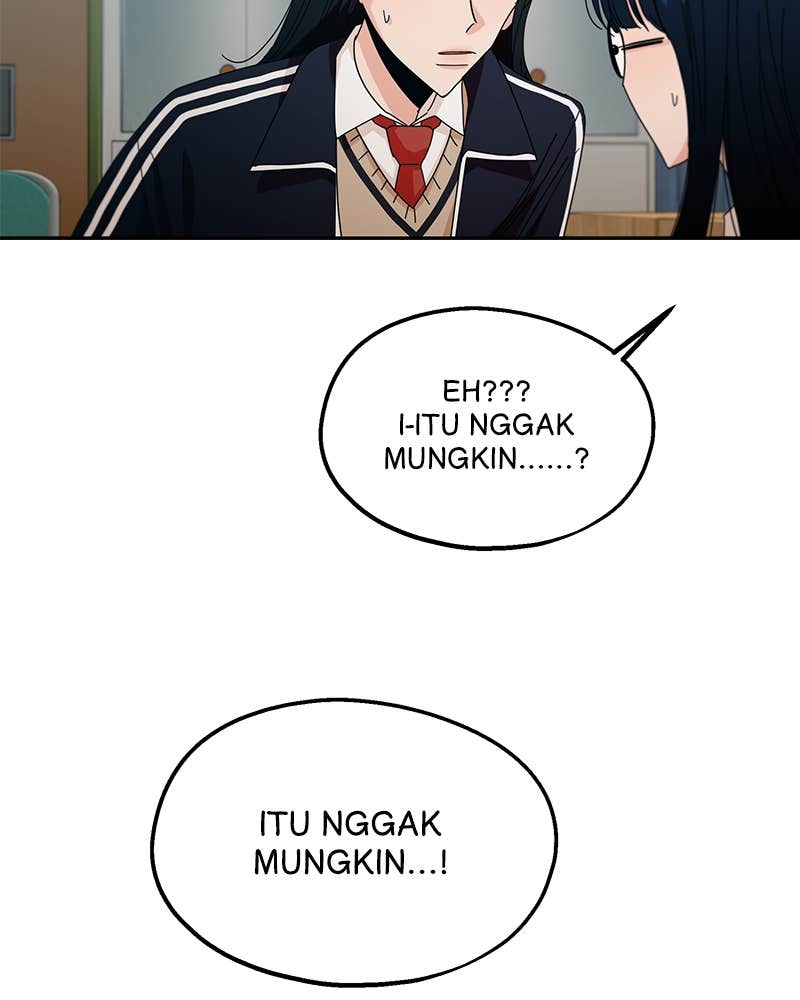 EH???
I-ITU NGGAK
MUNGKIN......?
ITU NGGAK
MUNGKIN...!